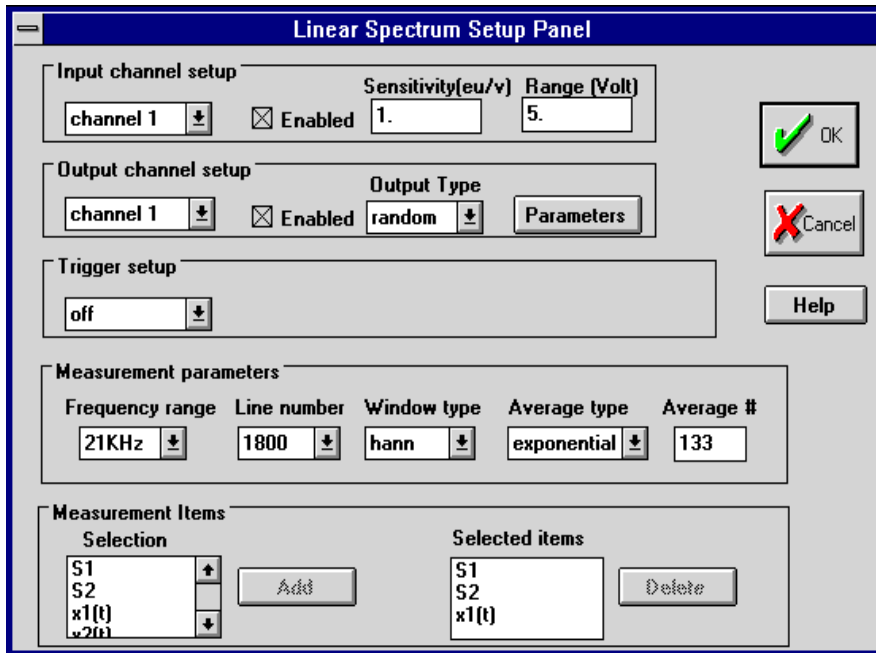 Linear Spectrum Setup Panel
Input channel setup
Sensitivity(eu/v) Range (Volt)
channel 1 Enabled 1. 5.
OK
Output channel setup
Output Type
channel 1 Enabled random Parameters
Cancel
Trigger setup
off
Help
Measurement parameters
Frequency range Line number Window type Average type Average #
21KHz 1800 hann exponential 133
Measurement Items
Selection
S1
S2
x1(t)
x2(t)
Add
Selected items
S1
S2
x1(t)
Delete